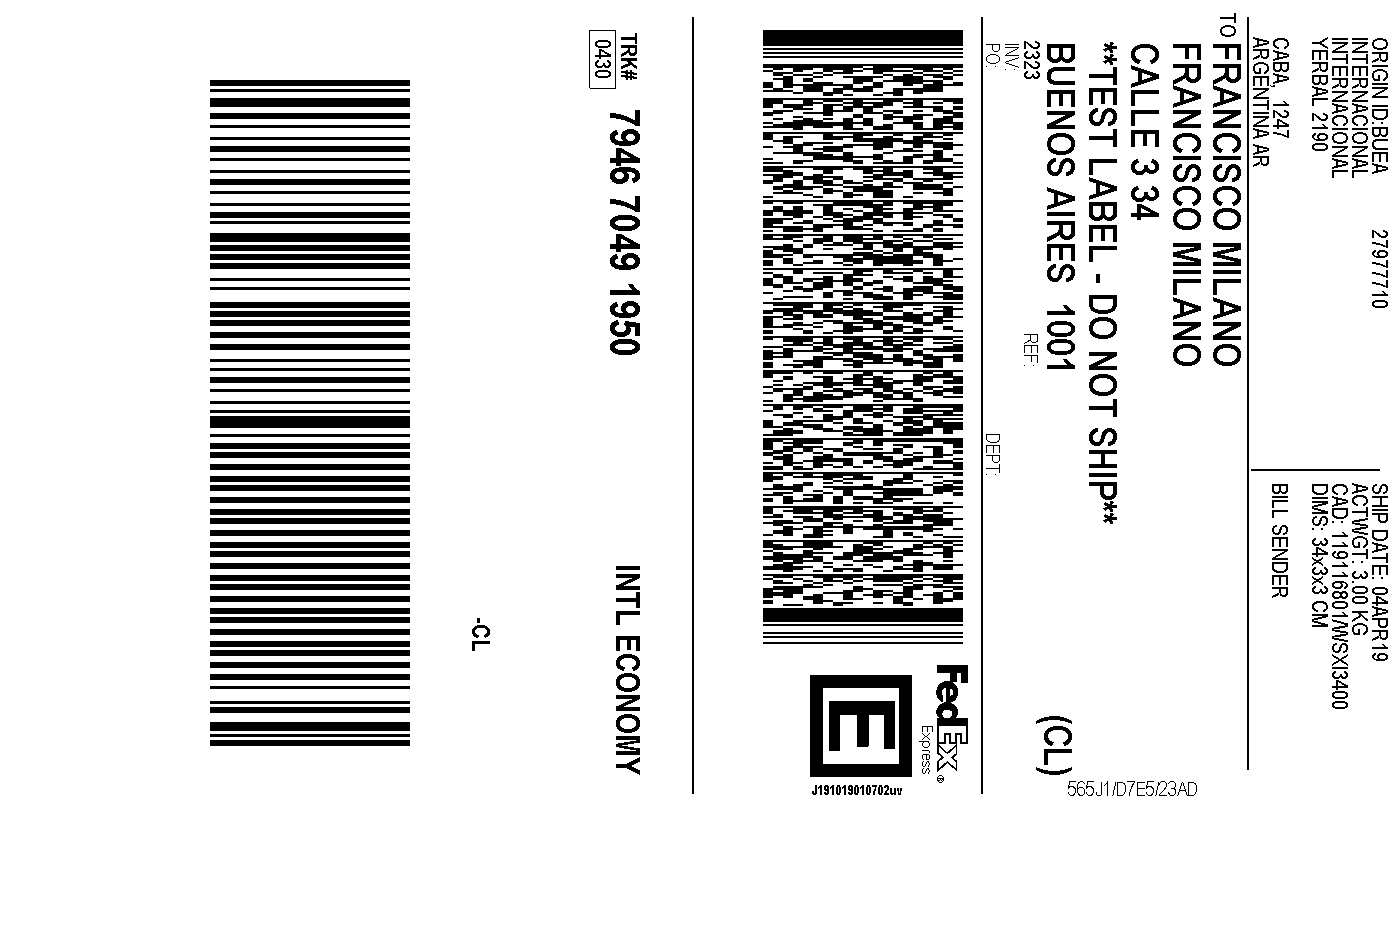 ORIGIN ID:BUEA 27977710
INTERNACIONAL
INTERNACIONAL
YERBAL 2190
CABA, 1247
ARGENTINA AR
SHIP DATE: 04APR19
ACTWGT: 3.00 KG
CAD: 119116801/WSXI3400
DIMS: 34x3x3 CM
BILL SENDER
TO FRANCISCO MILANO
FRANCISCO MILANO
CALLE 3 34
**TEST LABEL - DO NOT SHIP**
BUENOS AIRES 1001 (CL)
2323 REF:
INV:
PO: DEPT:
565J1/D7E5/23AD
FedEx®
Express
E
J191019010702uv
TRK# 7946 7049 1950 INTL ECONOMY
0430
-CL